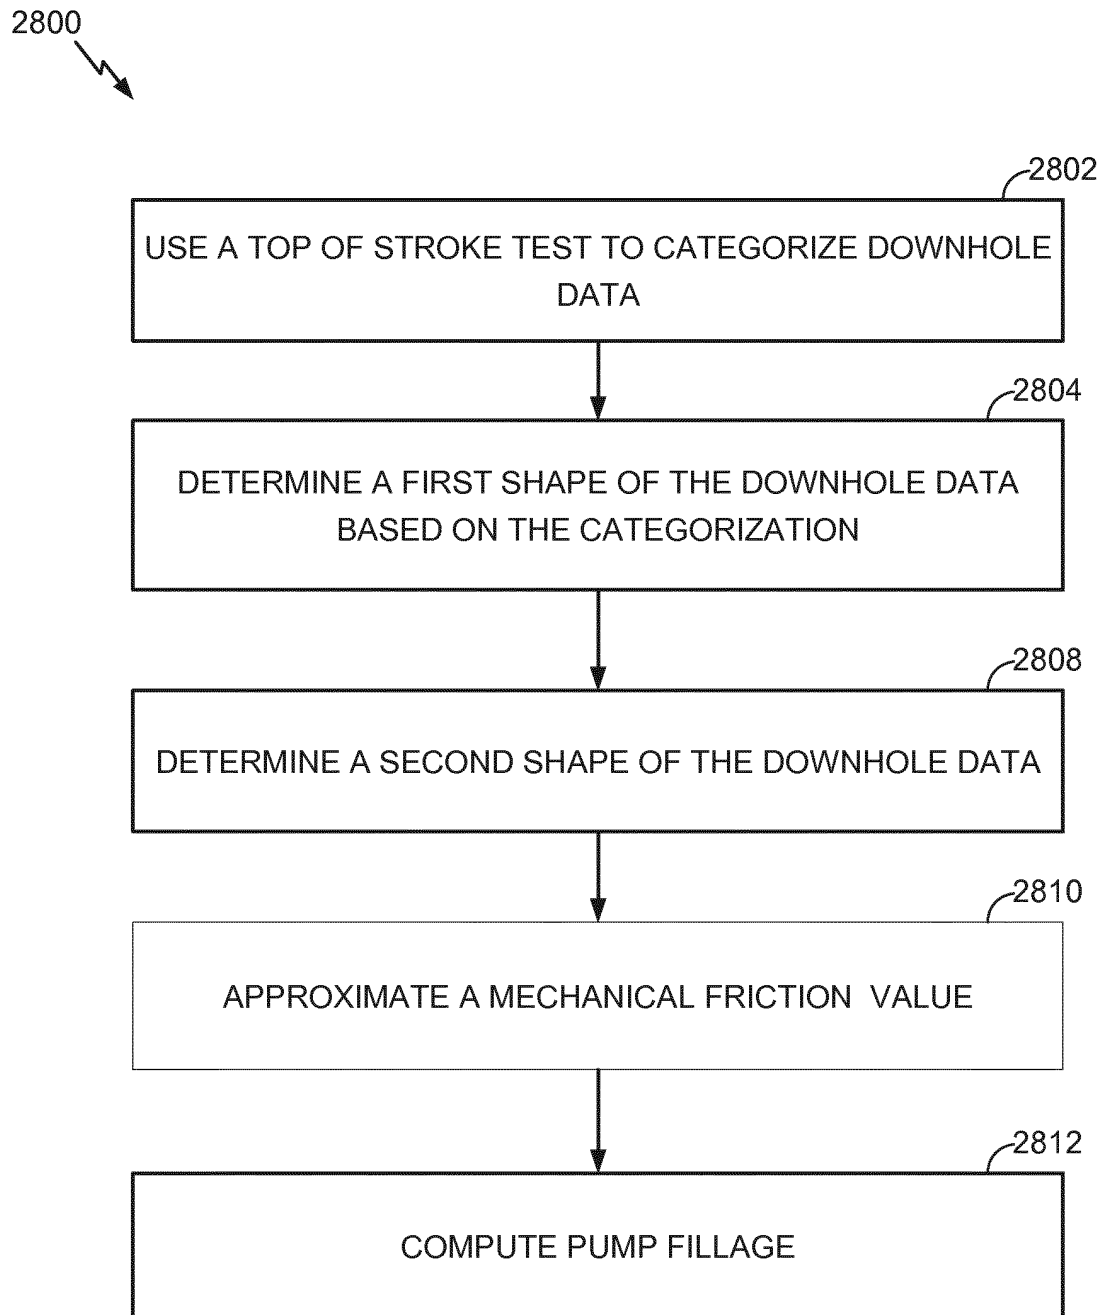 2800
2802
USE A TOP OF STROKE TEST TO CATEGORIZE DOWNHOLE
DATA
2804
DETERMINE A FIRST SHAPE OF THE DOWNHOLE DATA
BASED ON THE CATEGORIZATION
2808
DETERMINE A SECOND SHAPE OF THE DOWNHOLE DATA
2810
APPROXIMATE A MECHANICAL FRICTION VALUE
2812
COMPUTE PUMP FILLAGE